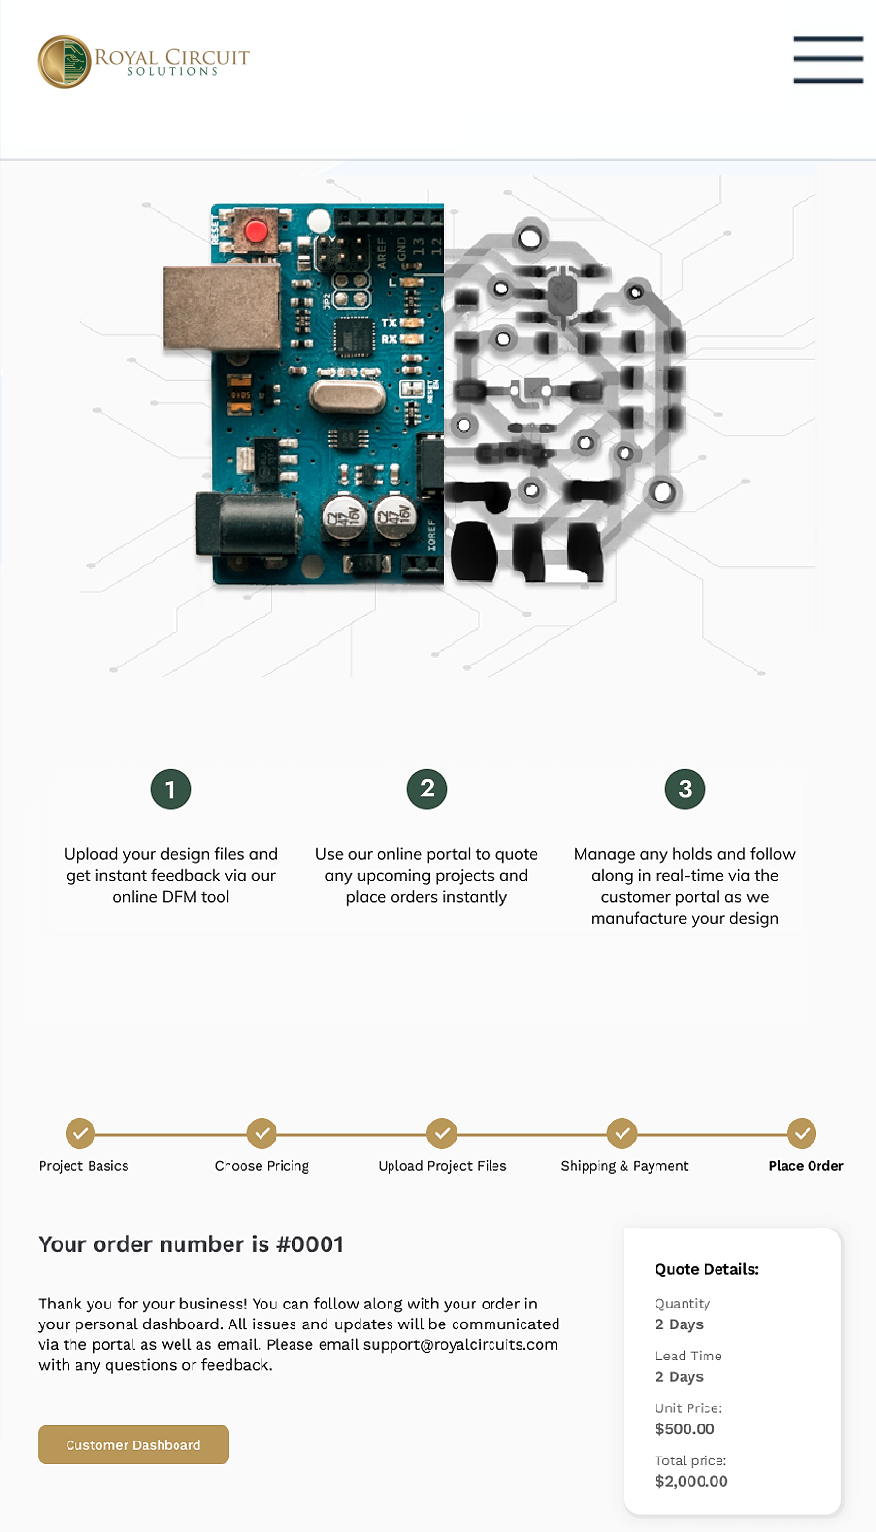 ROYAL CIRCUIT
SOLUTIONS
RESET
AREF
GND
13
12
JP2
L
TX
RX
RESET
EN
IOREF
47
16V
47
16V
1
2
3
Upload your design files and
get instant feedback via our
online DFM tool
Use our online portal to quote
any upcoming projects and
place orders instantly
Manage any holds and follow
along in real-time via the
customer portal as we
manufacture your design
Project Basics
Choose Pricing
Upload Project Files
Shipping & Payment
Place Order
Your order number is #0001
Thank you for your business! You can follow along with your order in
your personal dashboard. All issues and updates will be communicated
via the portal as well as email. Please email support@royalcircuits.com
with any questions or feedback.
Customer Dashboard
Quote Details:
Quantity
2 Days
Lead Time
2 Days
Unit Price:
$500.00
Total price:
$2,000.00